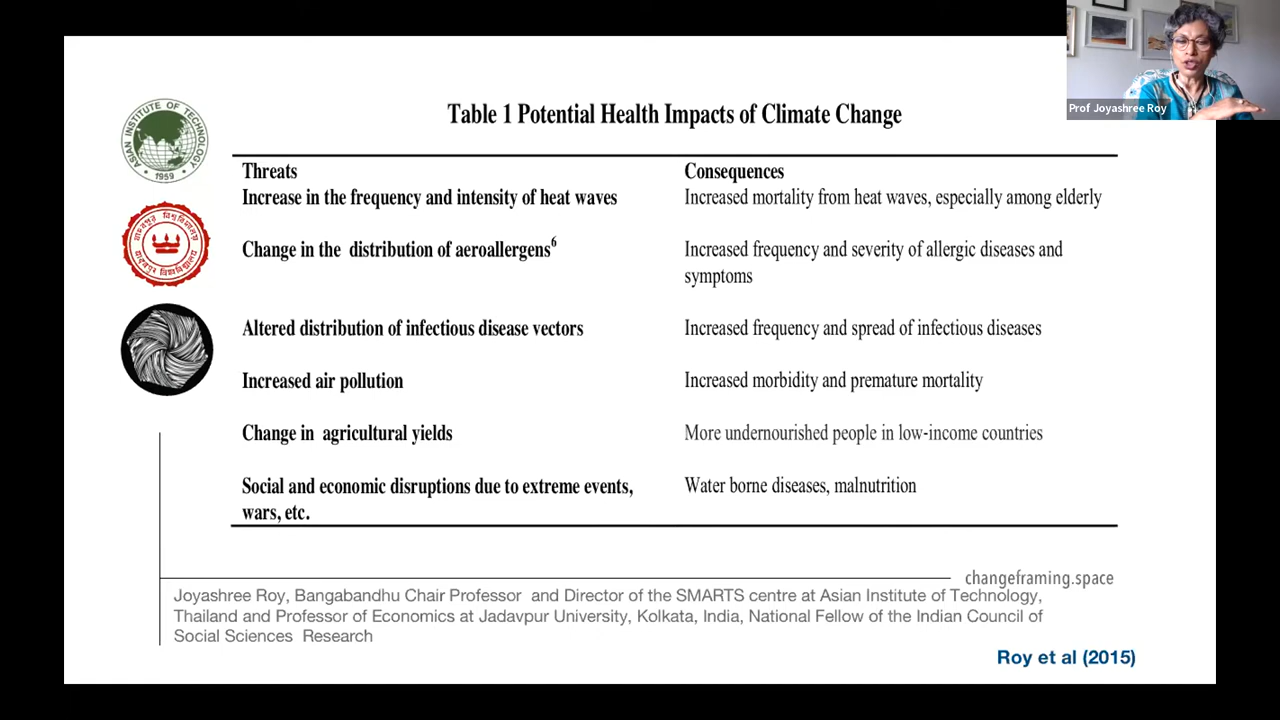 Prof Joyashree Roy
ASIAN INSTITUTE OF TECHNOLOGY
1959
Table 1 Potential Health Impacts of Climate Change
Threats Consequences
Increase in the frequency and intensity of heat waves Increased mortality from heat waves, especially among elderly
Change in the distribution of aeroallergens6 Increased frequency and severity of allergic diseases and
symptoms
Altered distribution of infectious disease vectors Increased frequency and spread of infectious diseases
Increased air pollution Increased morbidity and premature mortality
Change in agricultural yields More undernourished people in low-income countries
Social and economic disruptions due to extreme events, Water borne diseases, malnutrition
wars, etc.
changeframing.space
Joyashree Roy, Bangabandhu Chair Professor and Director of the SMARTS centre at Asian Institute of Technology,
Thailand and Professor of Economics at Jadavpur University, Kolkata, India, National Fellow of the Indian Council of
Social Sciences Research
Roy et al (2015)